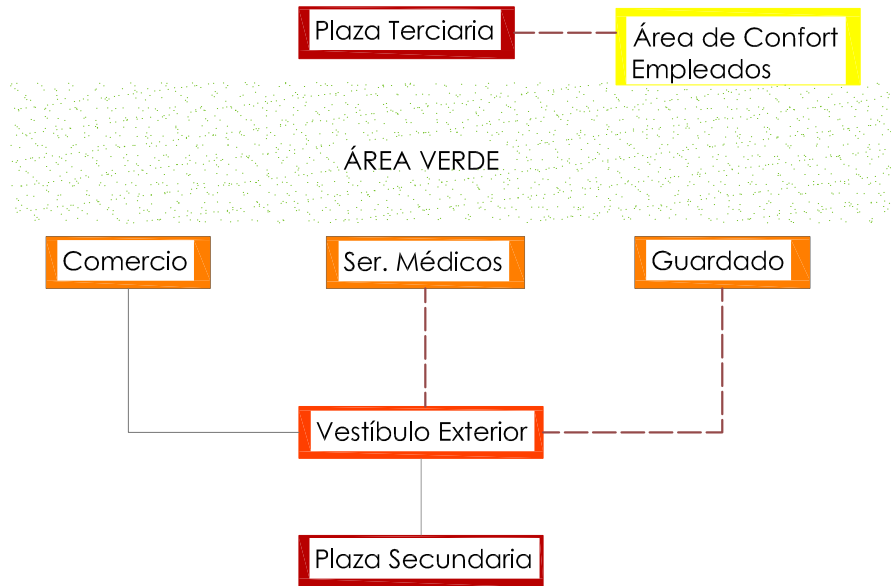 Plaza Terciaria
Área de Confort
Empleados
ÁREA VERDE
Comercio
Ser. Médicos
Guardado
Vestíbulo Exterior
Plaza Secundaria